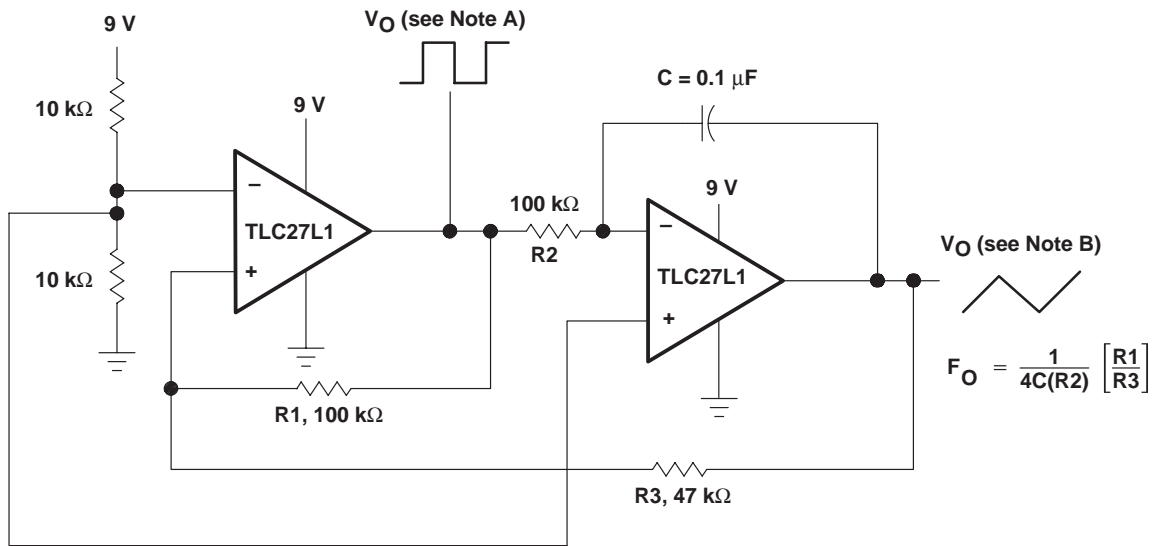 VO (see Note A)
9 V
C = 0.1 µF
10 kΩ
9 V
9 V
−
100 kΩ
−
TLC27L1
R2
VO (see Note B)
TLC27L1
10 kΩ
+
+
FO = 1/4C(R2) [R1/R3]
R1, 100 kΩ
R3, 47 kΩ